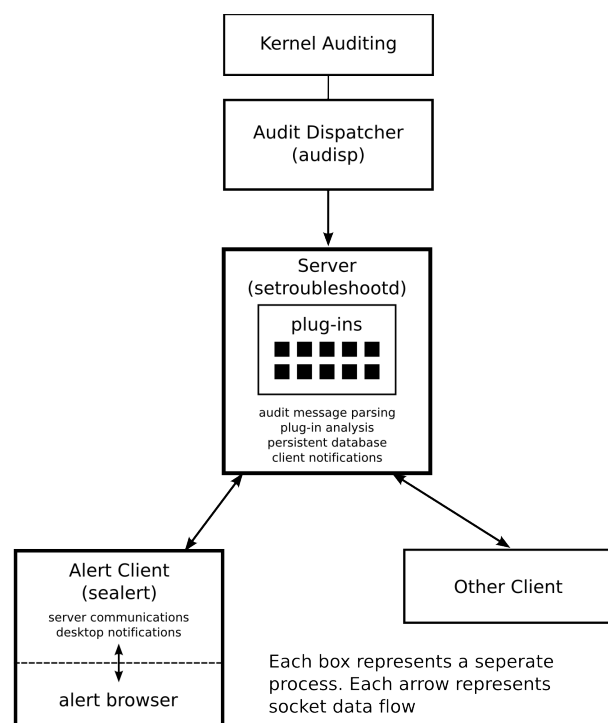 Kernel Auditing
Audit Dispatcher
(audisp)
Server
(setroubleshootd)
plug-ins
audit message parsing
plug-in analysis
persistent database
client notifications
Alert Client
(sealert)
server communications
desktop notifications
alert browser
Other Client
Each box represents a seperate
process. Each arrow represents
socket data flow